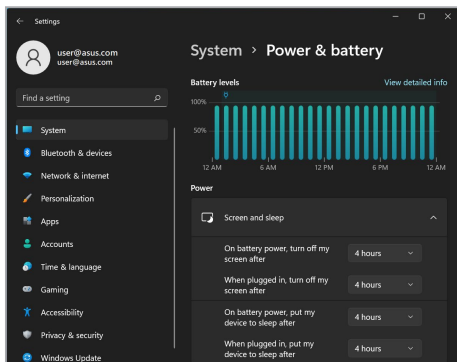 Settings
user@asus.com
user@asus.com
Find a setting
System
Bluetooth & devices
Network & internet
Personalization
Apps
Accounts
Time & language
Gaming
Accessibility
Privacy & security
Windows Update
System > Power & battery
Battery levels
View detailed info
100%
50%
12 AM 6 AM 12 PM 6 PM 12 AM
Power
Screen and sleep
On battery power, turn off my
screen after
4 hours
When plugged in, turn off my
screen after
4 hours
On battery power, put my
device to sleep after
4 hours
When plugged in, put my
device to sleep after
4 hours